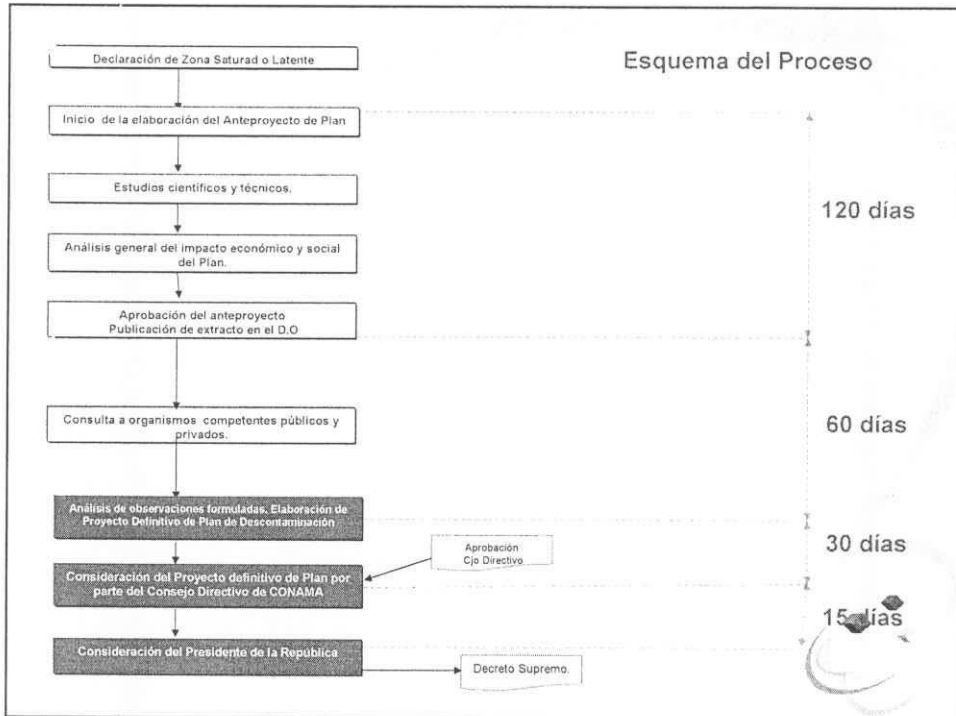 Esquema del Proceso
Declaración de Zona Saturad o Latente
Inicio de la elaboración del Anteproyecto de Plan
Estudios científicos y técnicos.
Análisis general del impacto económico y social
del Plan.
Aprobación del anteproyecto
Publicación de extracto en el D.O
120 días
Consulta a organismos competentes públicos y
privados.
60 días
Análisis de observaciones formuladas. Elaboración de
Proyecto Definitivo de Plan de Descontaminación
30 días
Aprobación
Cjo Directivo
Consideración del Proyecto definitivo de Plan por
parte del Consejo Directivo de CONAMA
15 días
Consideración del Presidente de la República
Decreto Supremo.